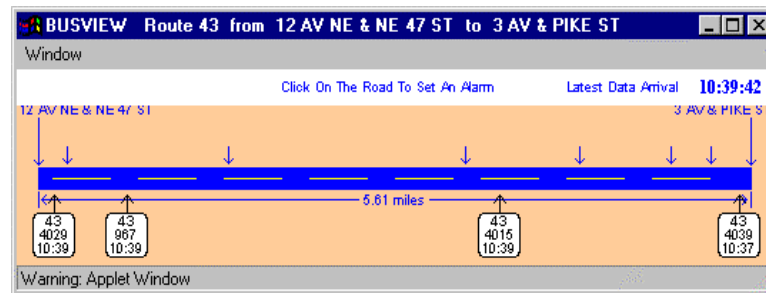 BUSVIEW Route 43 from 12 AV NE & NE 47 ST to 3 AV & PIKE ST
Window
Click On The Road To Set An Alarm Latest Data Arrival 10:39:42
12 AV NE & NE 47 ST 3 AV & PIKE S
5.61 miles
43 43 43 43
4029 967 4015 4039
10:39 10:39 10:39 10:37
Warning: Applet Window